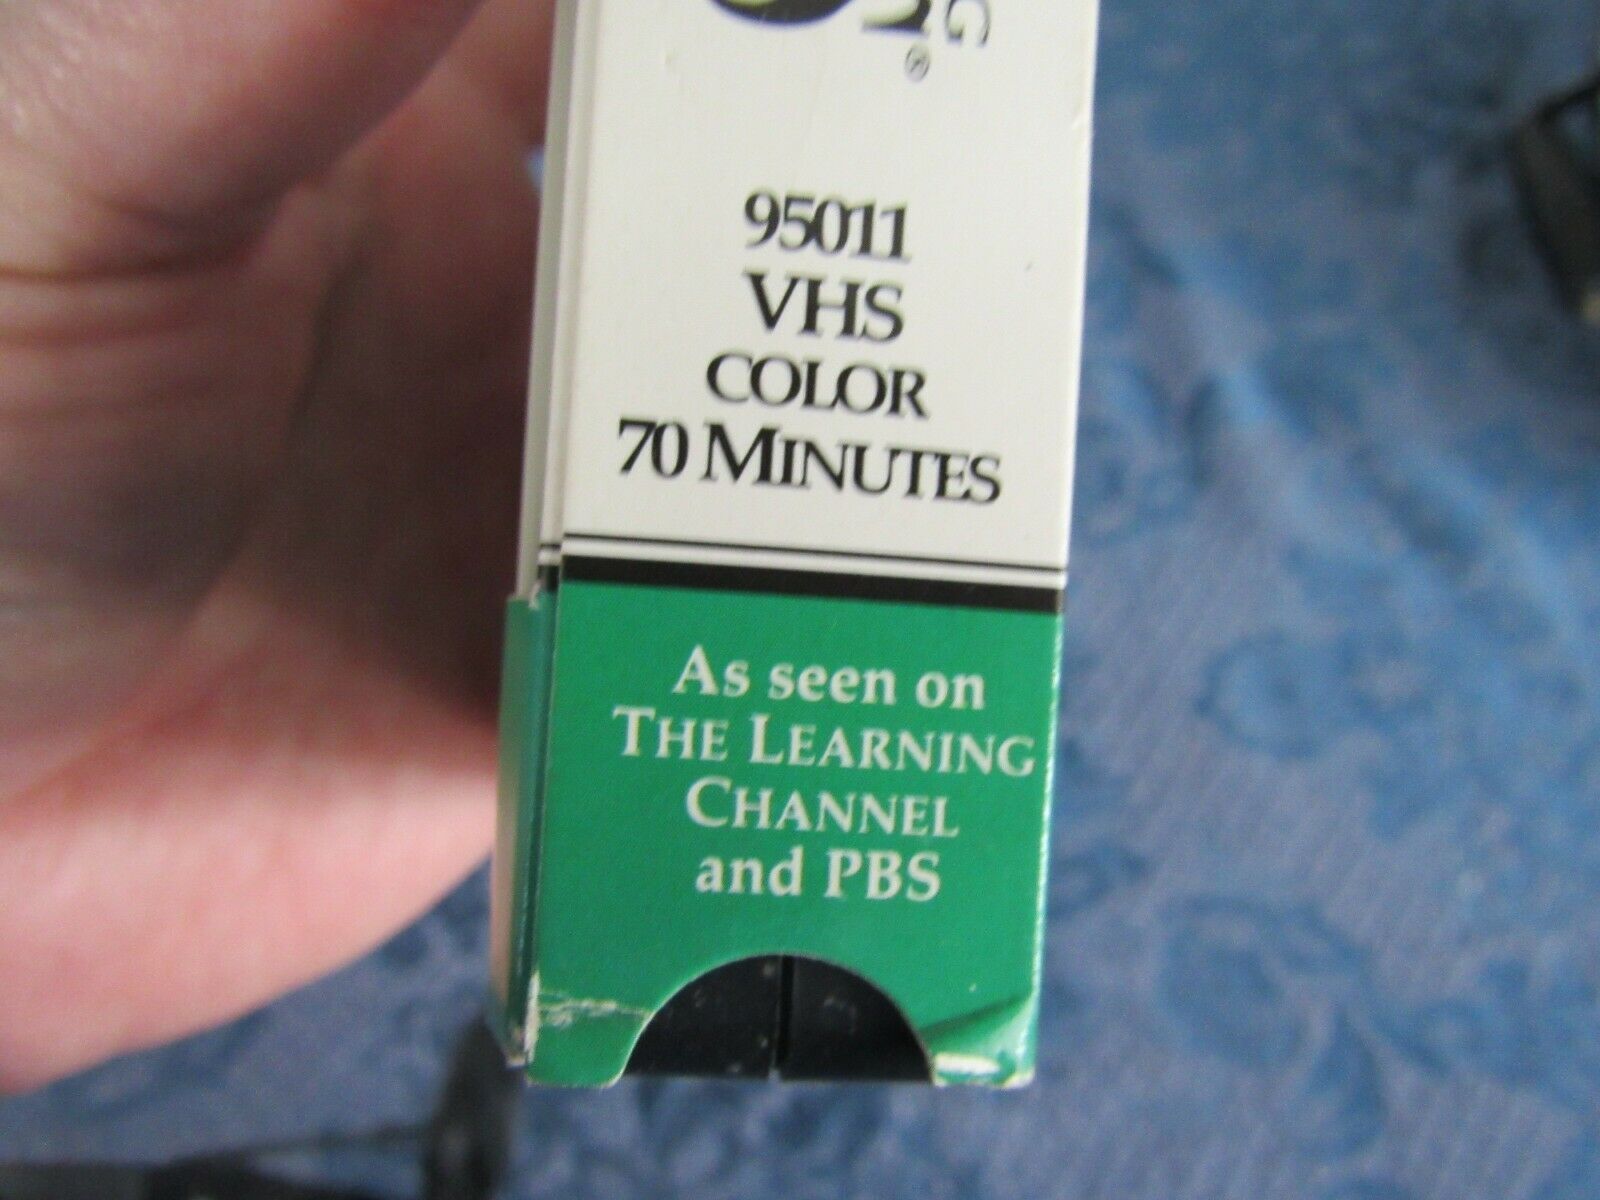 G
®
95011
VHS
COLOR
70 MINUTES
As seen on
THE LEARNING
CHANNEL
and PBS